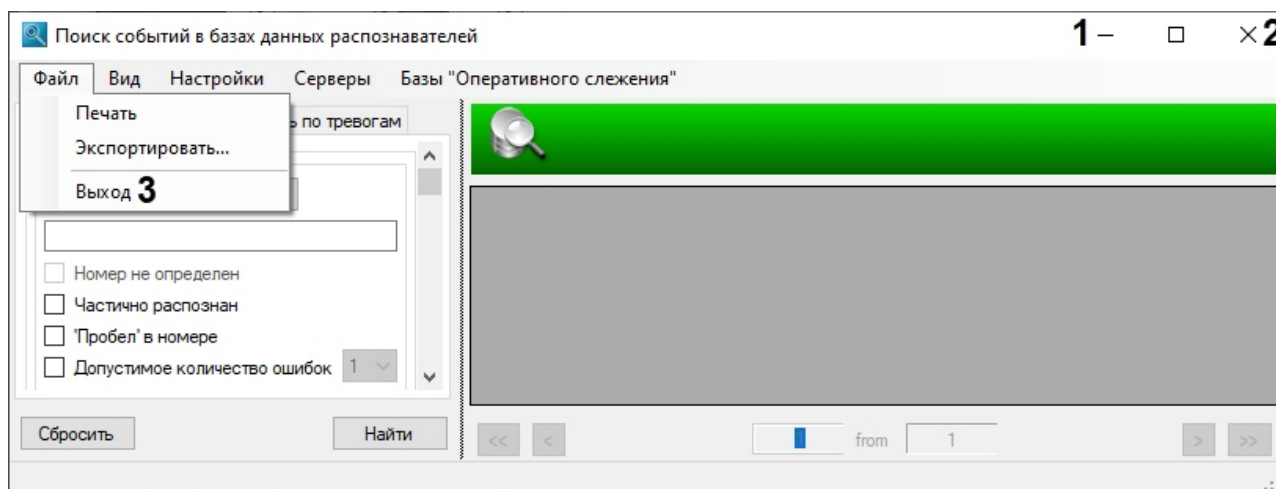 Поиск событий в базах данных распознавателей 1 2
Файл Вид Настройки Серверы Базы "Оперативного слежения"
Печать
по тревогам
Экспортировать...
Выход 3
Номер не определен
Частично распознан
'Пробел' в номере
Допустимое количество ошибок 1
Сбросить Найти << < from 1 > >>